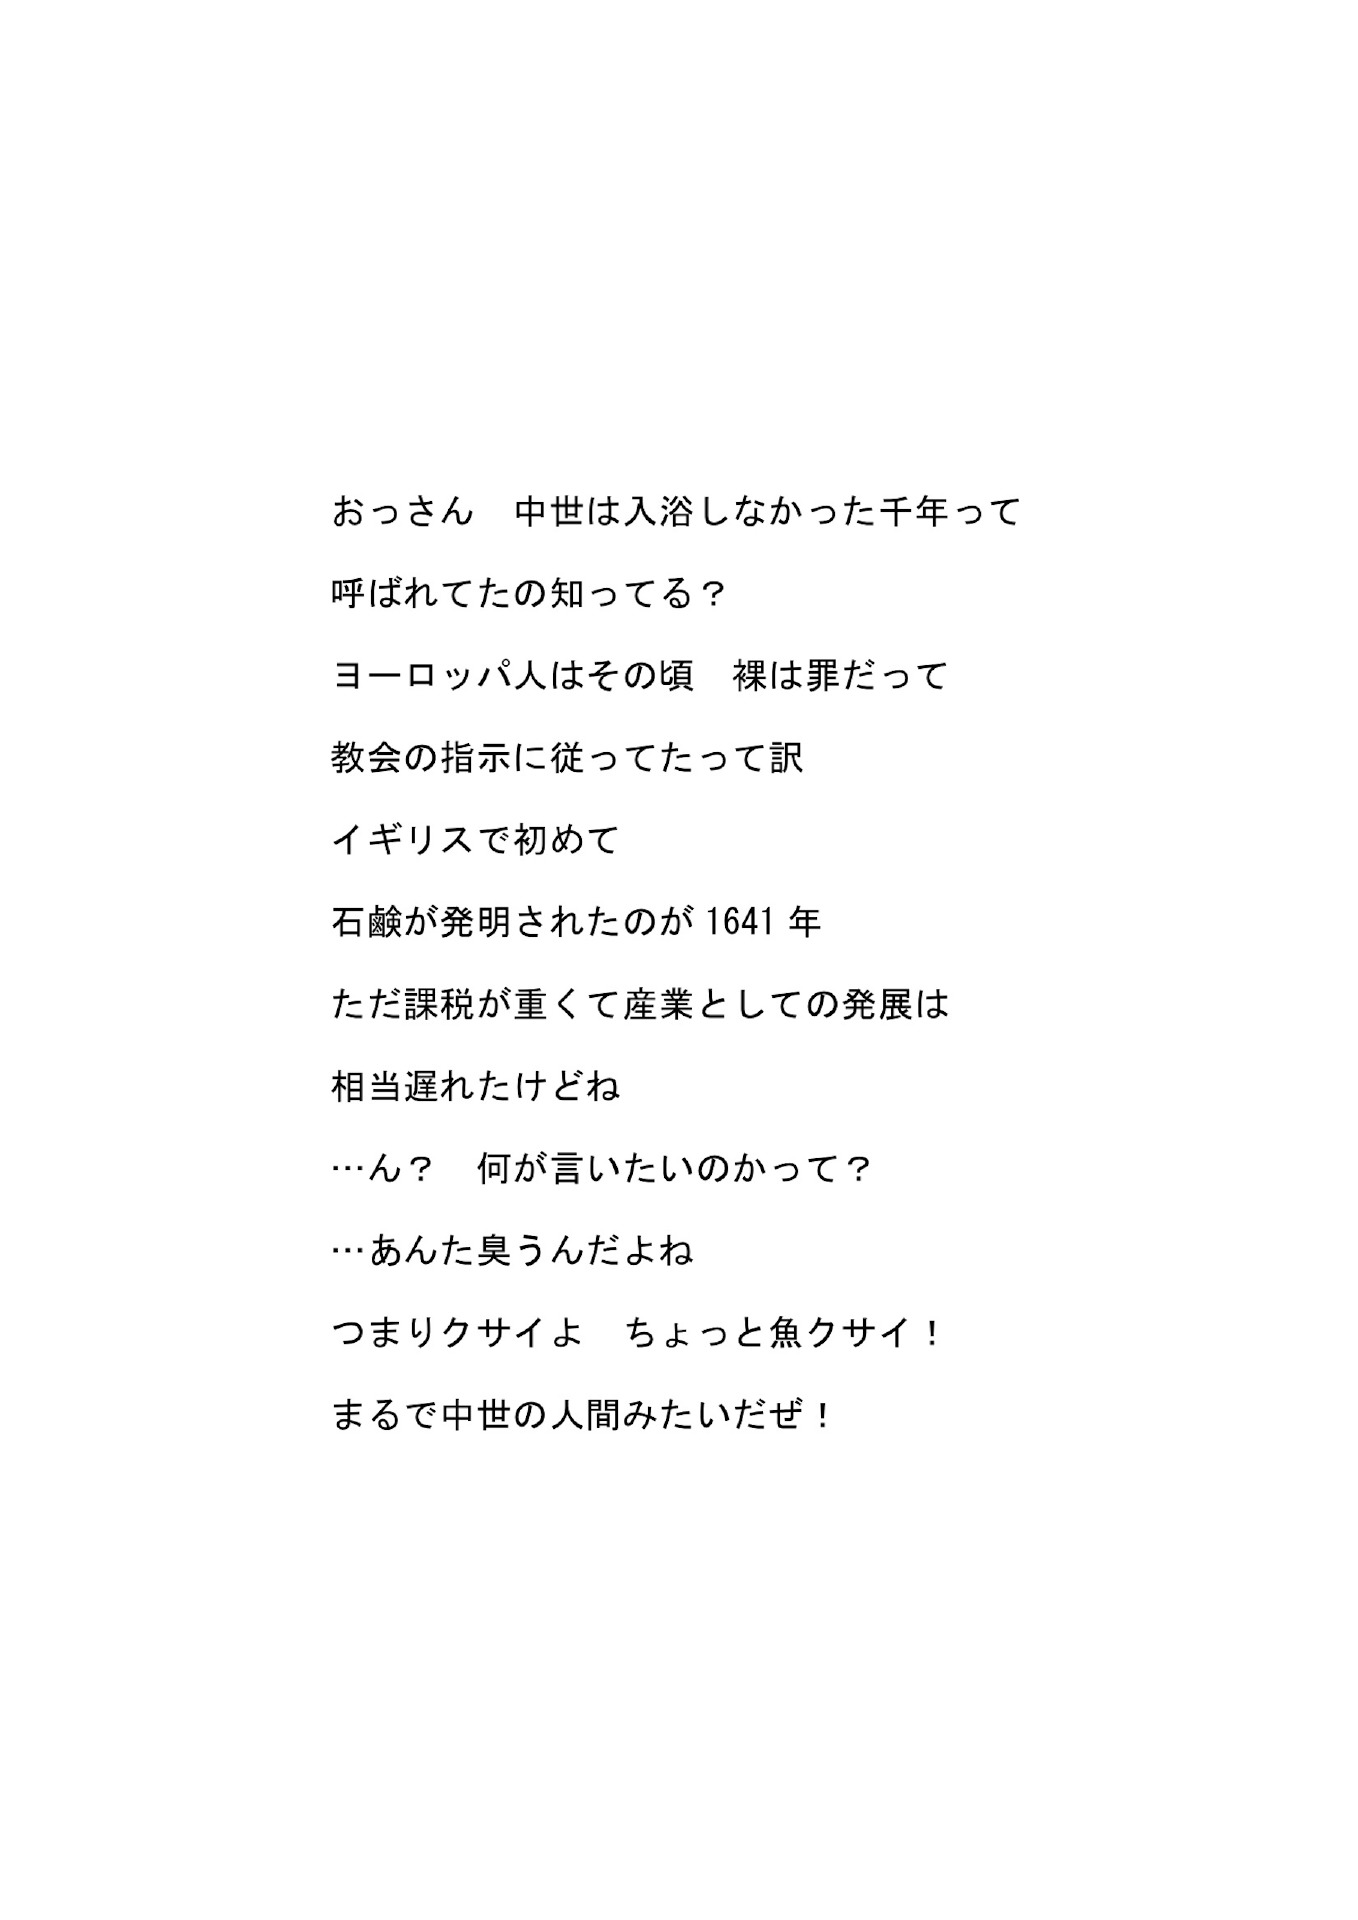 おっさん　中世は入浴しなかった千年って
呼ばれてたの知ってる？
ヨーロッパ人はその頃　裸は罪だって
教会の指示に従ってたって訳
イギリスで初めて
石鹸が発明されたのが 1641 年
ただ課税が重くて産業としての発展は
相当遅れたけどね
…ん？　何が言いたいのかって？
…あんた臭うんだよね
つまりクサイよ　ちょっと魚クサイ！
まるで中世の人間みたいだぜ！